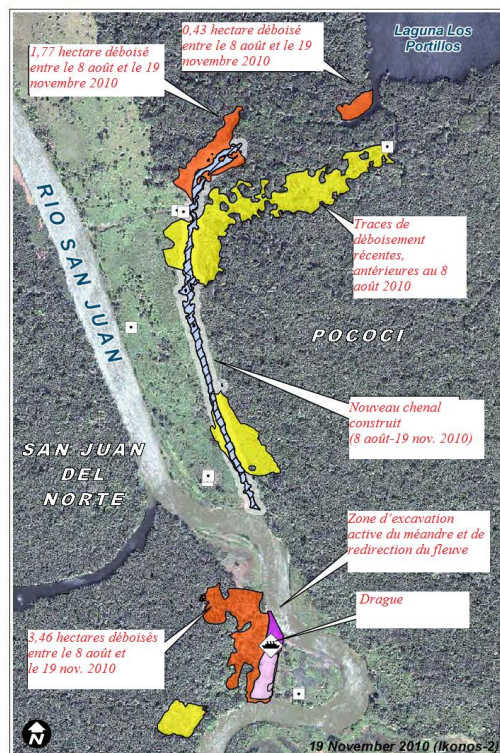 1,77 hectare déboisé
entre le 8 août et le 19
novembre 2010
0,43 hectare déboisé
entre le 8 août et le 19
novembre 2010
Laguna Los
Portillos
RIO SAN JUAN
Traces de
déboisement
récentes,
antérieures au 8
août 2010
POCOCI
Nouveau chenal
construit
(8 août-19 nov. 2010)
SAN JUAN
DEL
NORTE
Zone d'excavation
active du méandre et de
redirection du fleuve
Drague
3,46 hectares déboisés
entre le 8 août et
le 19 nov. 2010
N
19 November 2010 (Ikonos-2)